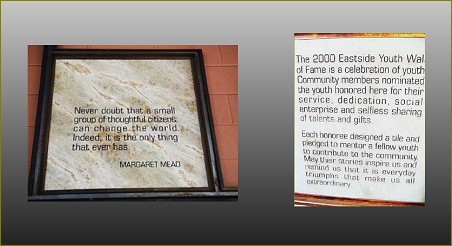 Never doubt that a small
group of thoughtful citizens
can change the world.
Indeed, it is the only thing
that ever has.
MARGARET MEAD
The 2000 Eastside Youth Wall
of Fame is a celebration of youth
Community members nominated
the youth honored here for their
service, dedication, social
enterprise and selfless sharing
of talents and gifts.
Each honoree designed a tile and
pledged to mentor a fellow youth
to contribute to the community.
May their stories inspire us and
remind us that it is everyday
triumphs that make us all
extraordinary.